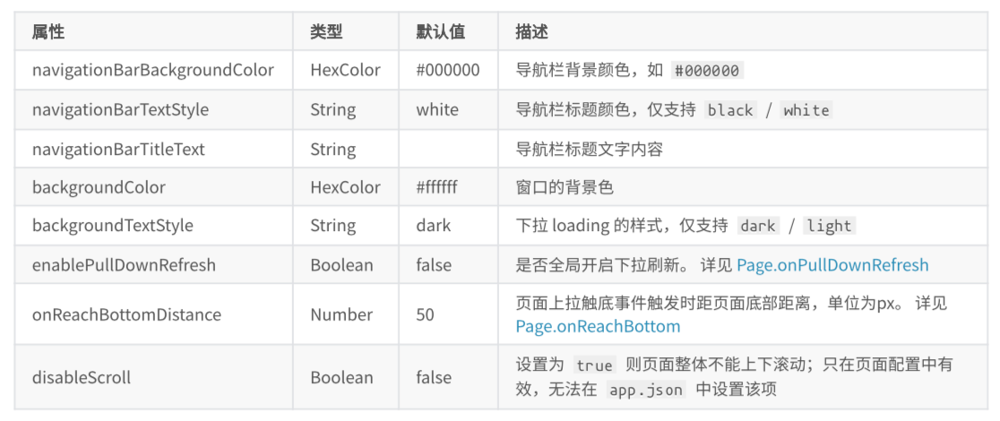 属性 类型 默认值 描述
navigationBarBackgroundColor HexColor #000000 导航栏背景颜色，如 #000000
navigationBarTextStyle String white 导航栏标题颜色，仅支持 black / white
navigationBarTitleText String 导航栏标题文字内容
backgroundColor HexColor #ffffff 窗口的背景色
backgroundTextStyle String dark 下拉 loading 的样式，仅支持 dark / light
enablePullDownRefresh Boolean false 是否全局开启下拉刷新。 详见 Page.onPullDownRefresh
onReachBottomDistance Number 50 页面上拉触底事件触发时距页面底部距离，单位为px。 详见
Page.onReachBottom
disableScroll Boolean false 设置为 true 则页面整体不能上下滚动；只在页面配置中有
效，无法在 app.json 中设置该项